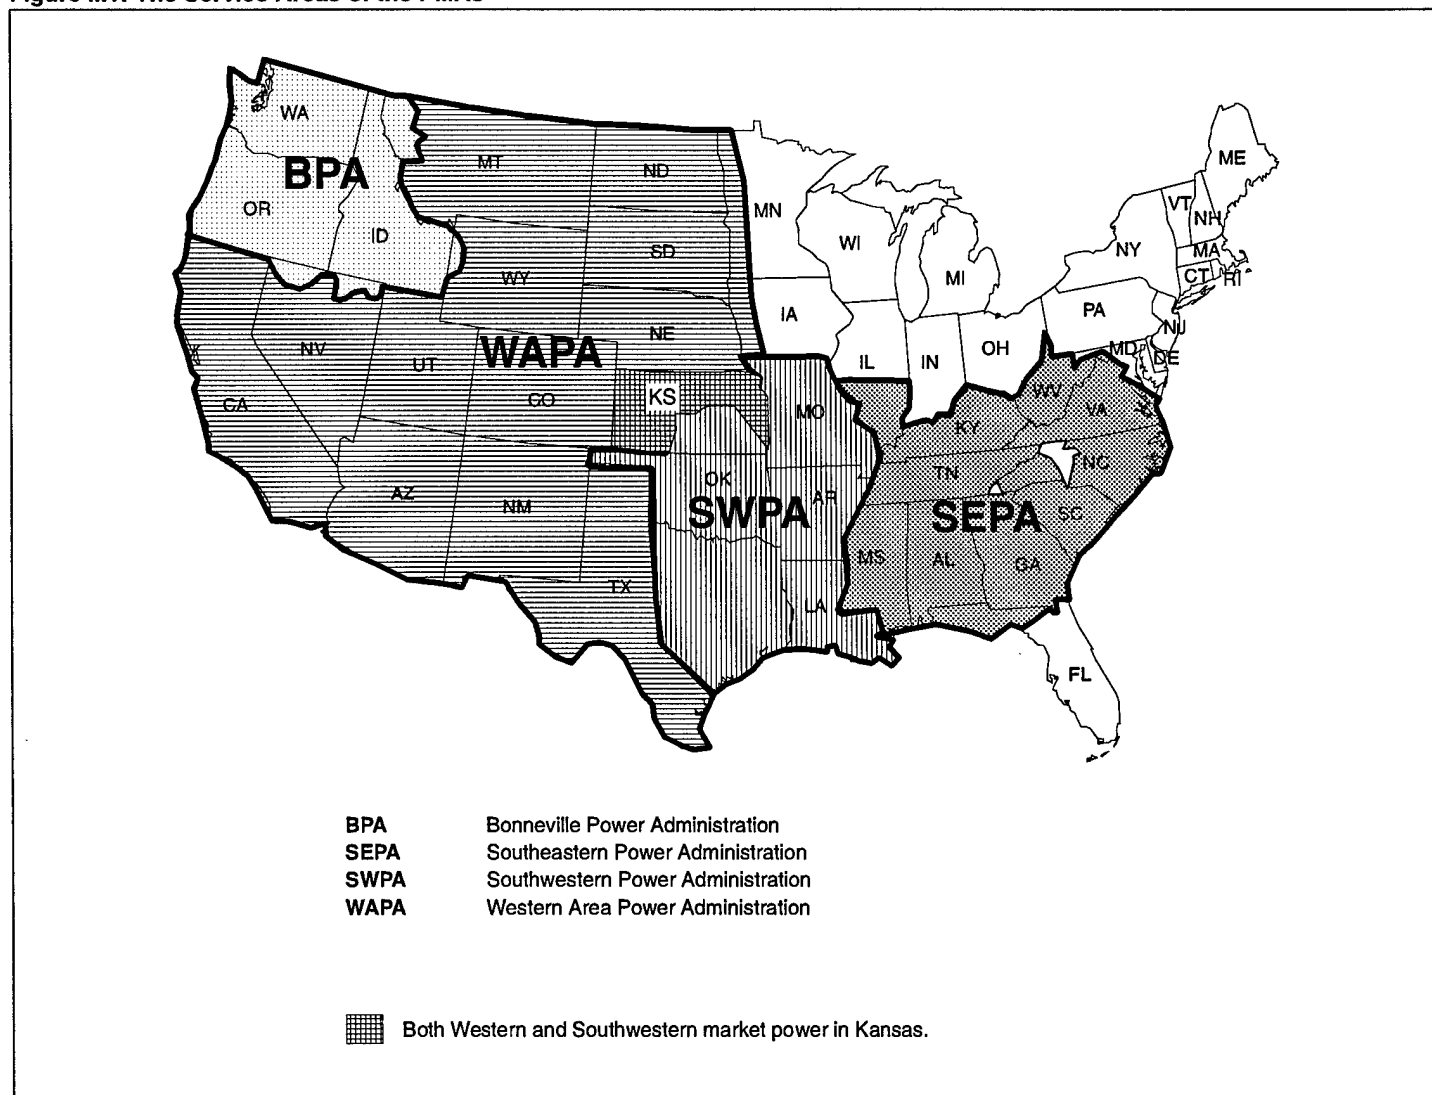 Figure III.1: The Service Areas of the PMAs
WA
BPA
OR
ID
MT
ND
MN
SD
WY
WI
MI
ME
VT
NH
NY
MA
CT
RI
IA
PA
NJ
NE
NV
UT
WAPA
CO
KS
CA
IL
IN
OH
MD
DE
WV
VA
MO
KY
AZ
NM
OK
SWPA
AR
TN
NC
SEPA
SC
MS
AL
GA
TX
LA
FL
BPA Bonneville Power Administration
SEPA Southeastern Power Administration
SWPA Southwestern Power Administration
WAPA Western Area Power Administration
Both Western and Southwestern market power in Kansas.